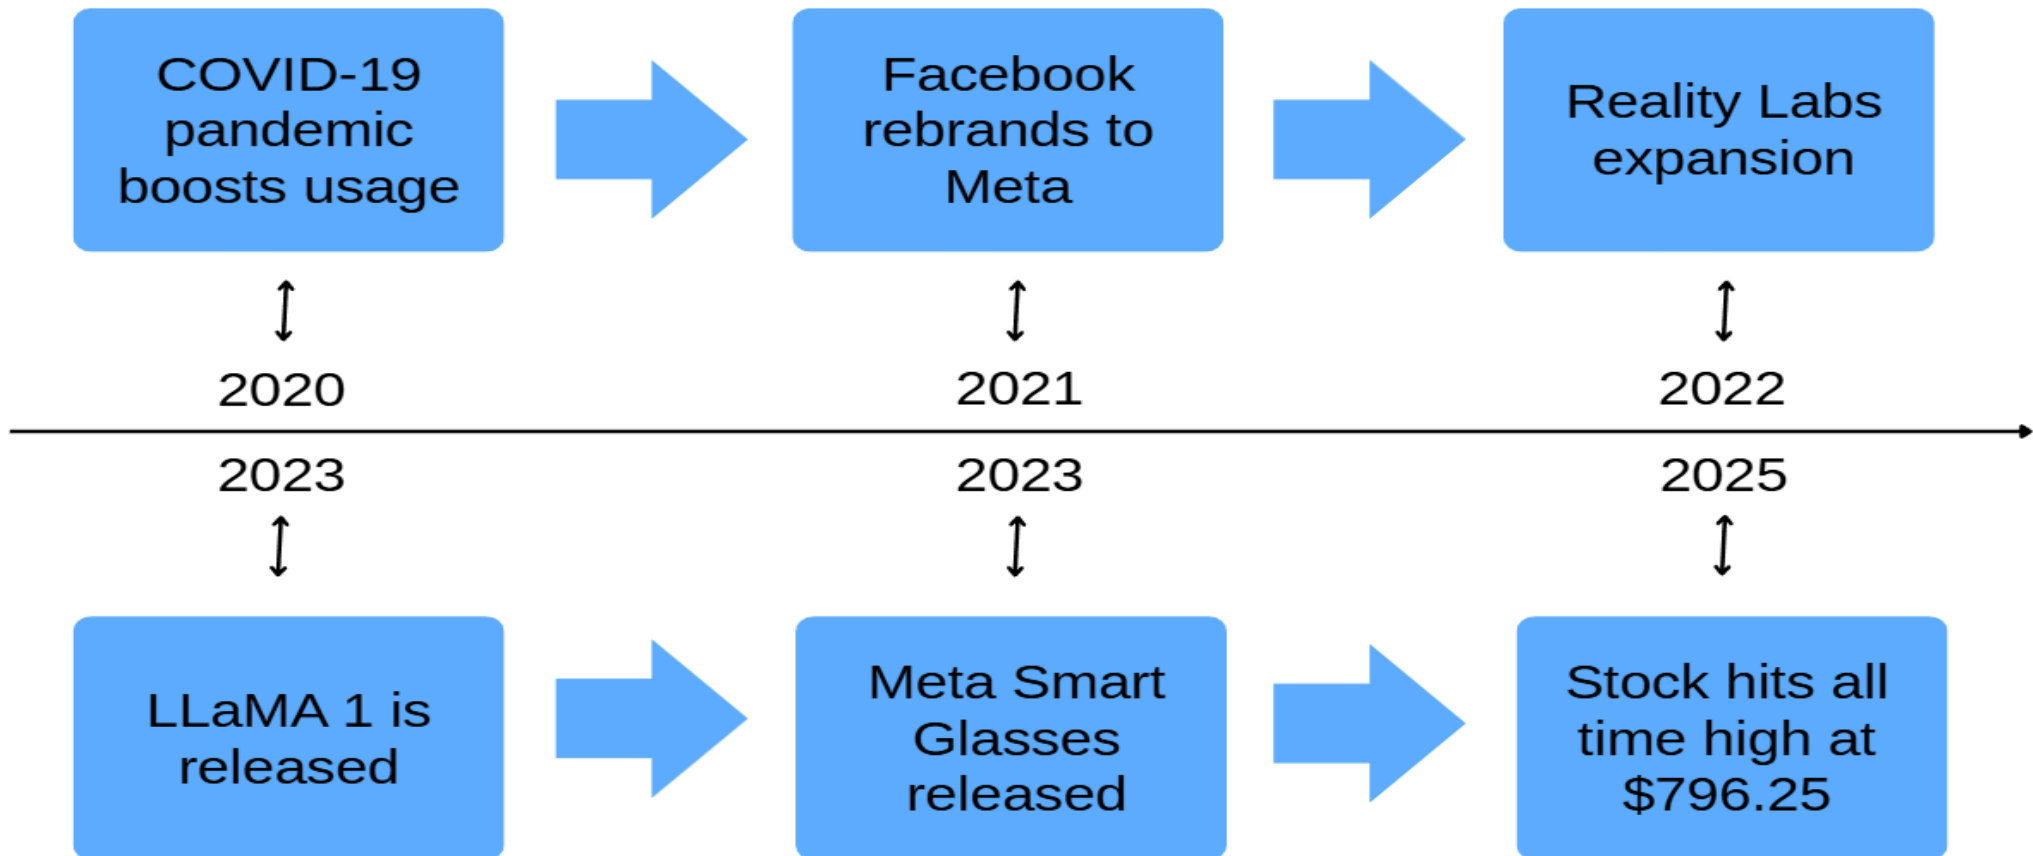 COVID-19
pandemic
boosts usage
Facebook
rebrands to
Meta
Reality Labs
expansion
2020
2021
2022
2023
2023
2025
LLaMA 1 is
released
Meta Smart
Glasses
released
Stock hits all
time high at
$796.25